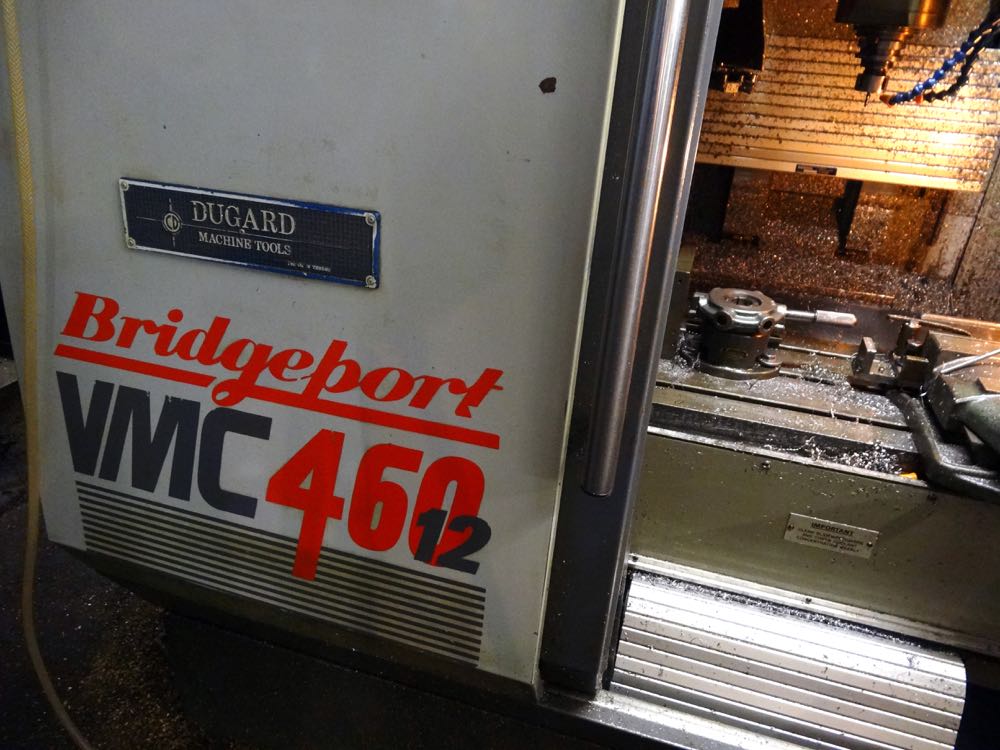 DUGARD
MACHINE TOOLS
Bridgeport
VMC 460
12
IMPORTANT